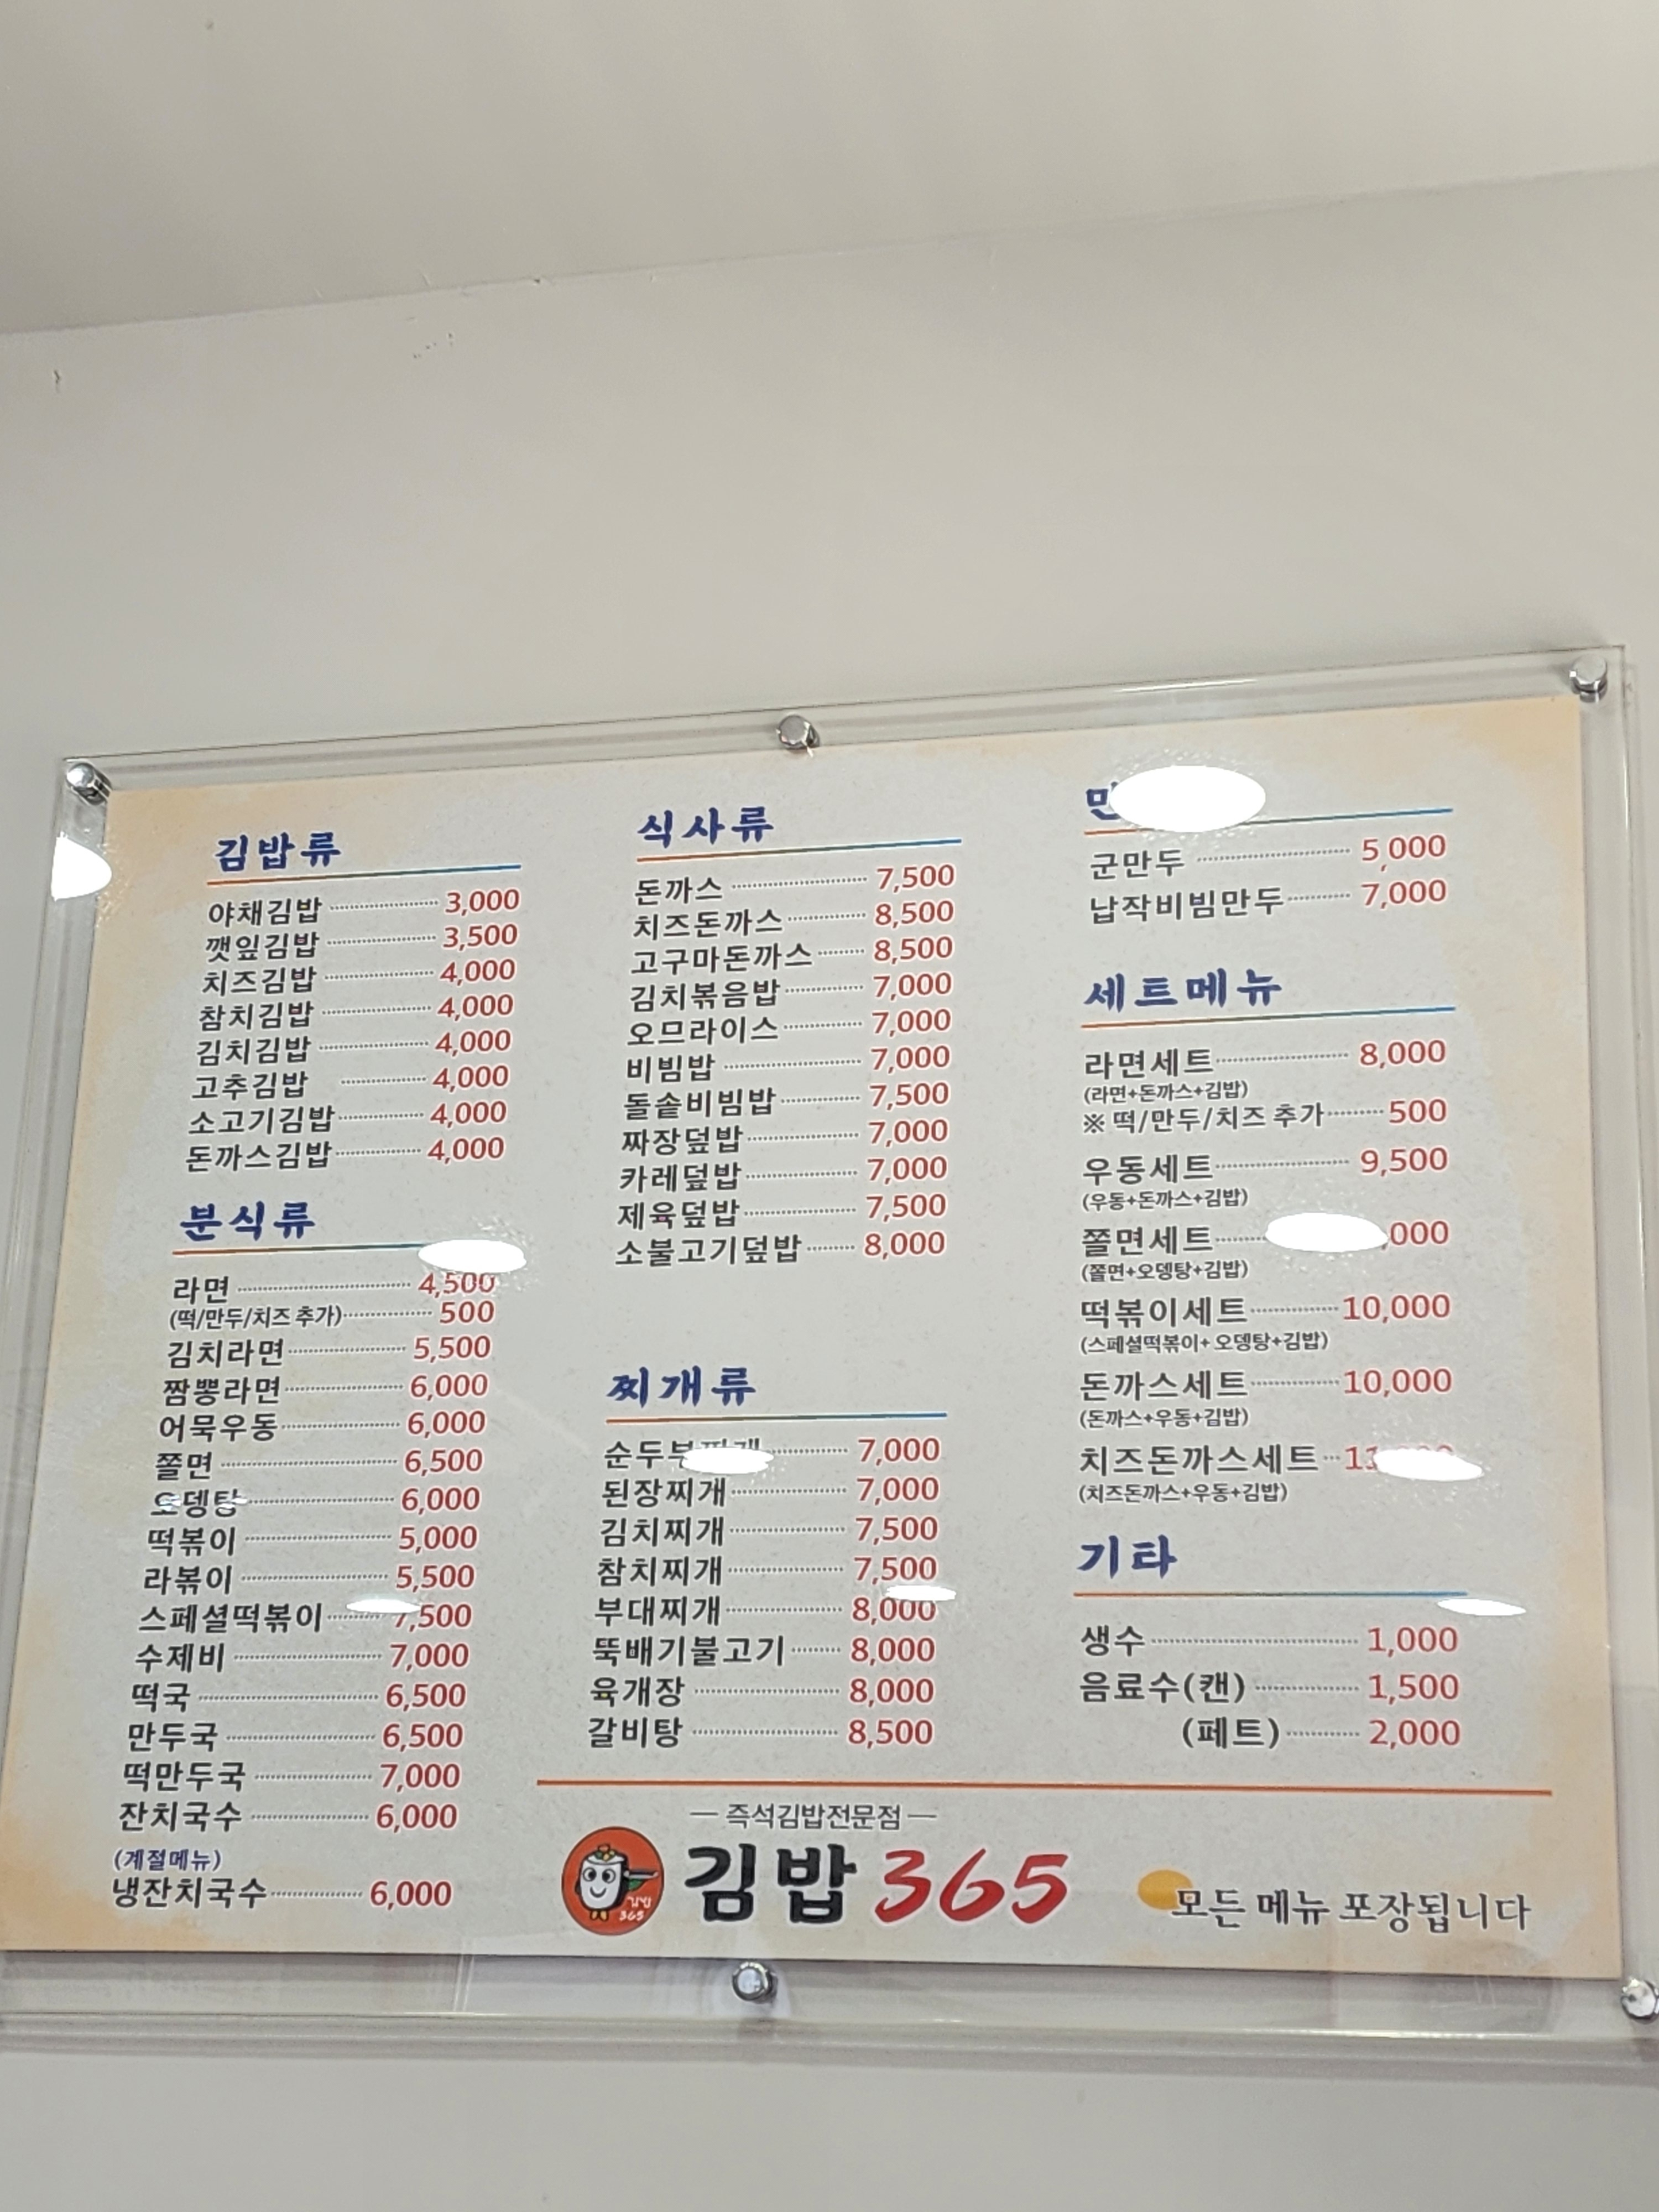 김밥류
야채김밥 3,000
깻잎김밥 3,500
치즈김밥 4,000
참치김밥 4,000
김치김밥 4,000
고추김밥 4,000
소고기김밥 4,000
돈까스김밥 4,000
분식류
라면 4,500
(떡/만두/치즈 추가) 500
김치라면 5,500
짬뽕라면 6,000
어묵우동 6,000
쫄면 6,500
오뎅탕 6,000
떡볶이 5,000
라볶이 5,500
스페셜떡볶이 7,500
수제비 7,000
떡국 6,500
만두국 6,500
떡만두국 7,000
잔치국수 6,000
(계절메뉴)
냉잔치국수 6,000
식사류
돈까스 7,500
치즈돈까스 8,500
고구마돈까스 8,500
김치볶음밥 7,000
오므라이스 7,000
비빔밥 7,000
돌솥비빔밥 7,500
짜장덮밥 7,000
카레덮밥 7,000
제육덮밥 7,500
소불고기덮밥 8,000
찌개류
순두부찌개 7,000
된장찌개 7,000
김치찌개 7,500
참치찌개 7,500
부대찌개 8,000
뚝배기불고기 8,000
육개장 8,000
갈비탕 8,500
군만두 5,000
납작비빔만두 7,000
세트메뉴
라면세트 8,000
(라면+돈까스+김밥)
※ 떡/만두/치즈 추가 500
우동세트 9,500
(우동+돈까스+김밥)
쫄면세트
(쫄면+오뎅탕+김밥)
떡볶이세트 10,000
(스페셜떡볶이+오뎅탕+김밥)
돈까스세트 10,000
(돈까스+우동+김밥)
치즈돈까스세트
(치즈돈까스+우동+김밥)
기타
생수 1,000
음료수(캔) 1,500
(페트) 2,000
즉석김밥전문점
김밥 365
김밥 365
모든 메뉴 포장됩니다